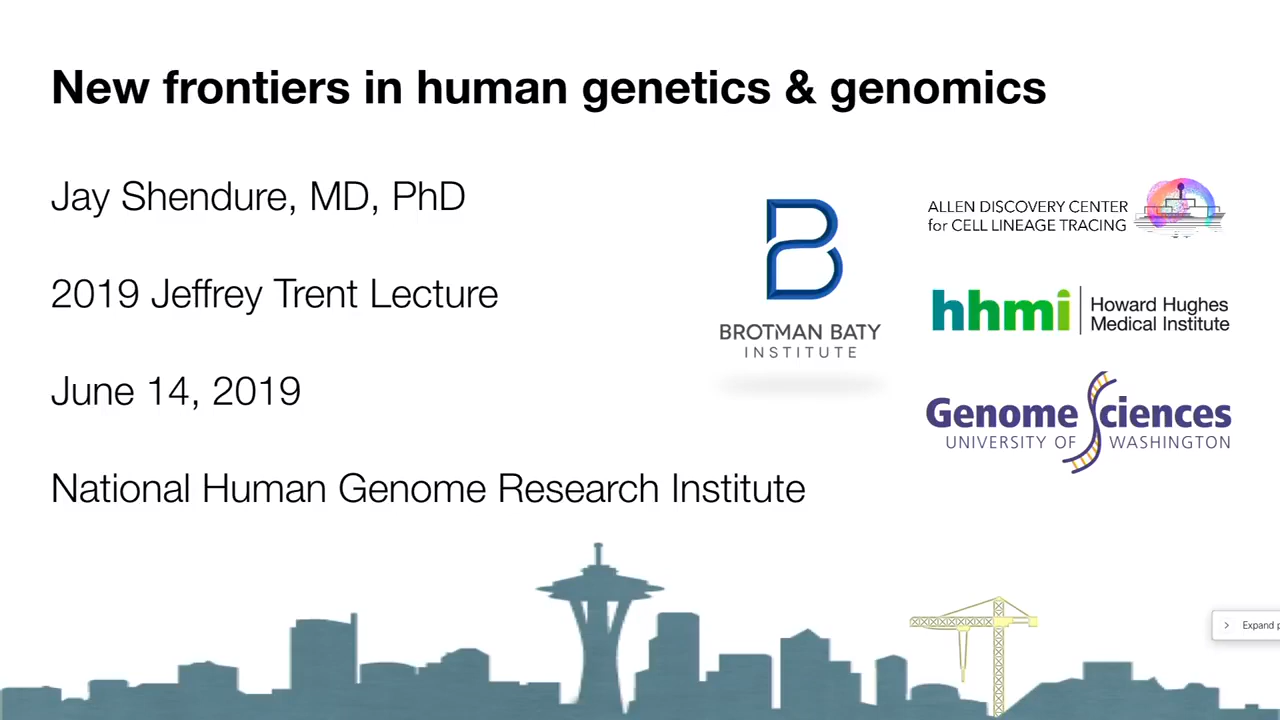 New frontiers in human genetics & genomics
Jay Shendure, MD, PhD
2019 Jeffrey Trent Lecture
June 14, 2019
National Human Genome Research Institute
BROTMAN BATY
INSTITUTE
ALLEN DISCOVERY CENTER
for CELL LINEAGE TRACING
hhmi
Howard Hughes
Medical Institute
Genome Sciences
UNIVERSITY OF WASHINGTON
Expand p